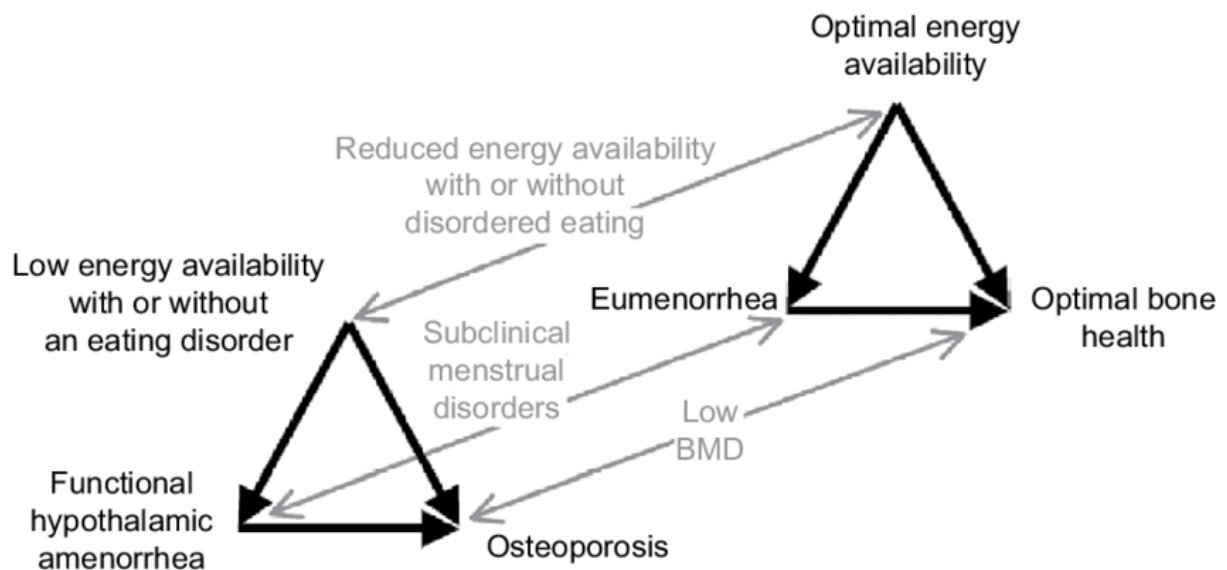 Optimal energy
availability
Reduced energy availability
with or without
disordered eating
Low energy availability
with or without
an eating disorder
Eumenorrhea
Optimal bone
health
Subclinical
menstrual
disorders
Low
BMD
Functional
hypothalamic
amenorrhea
Osteoporosis